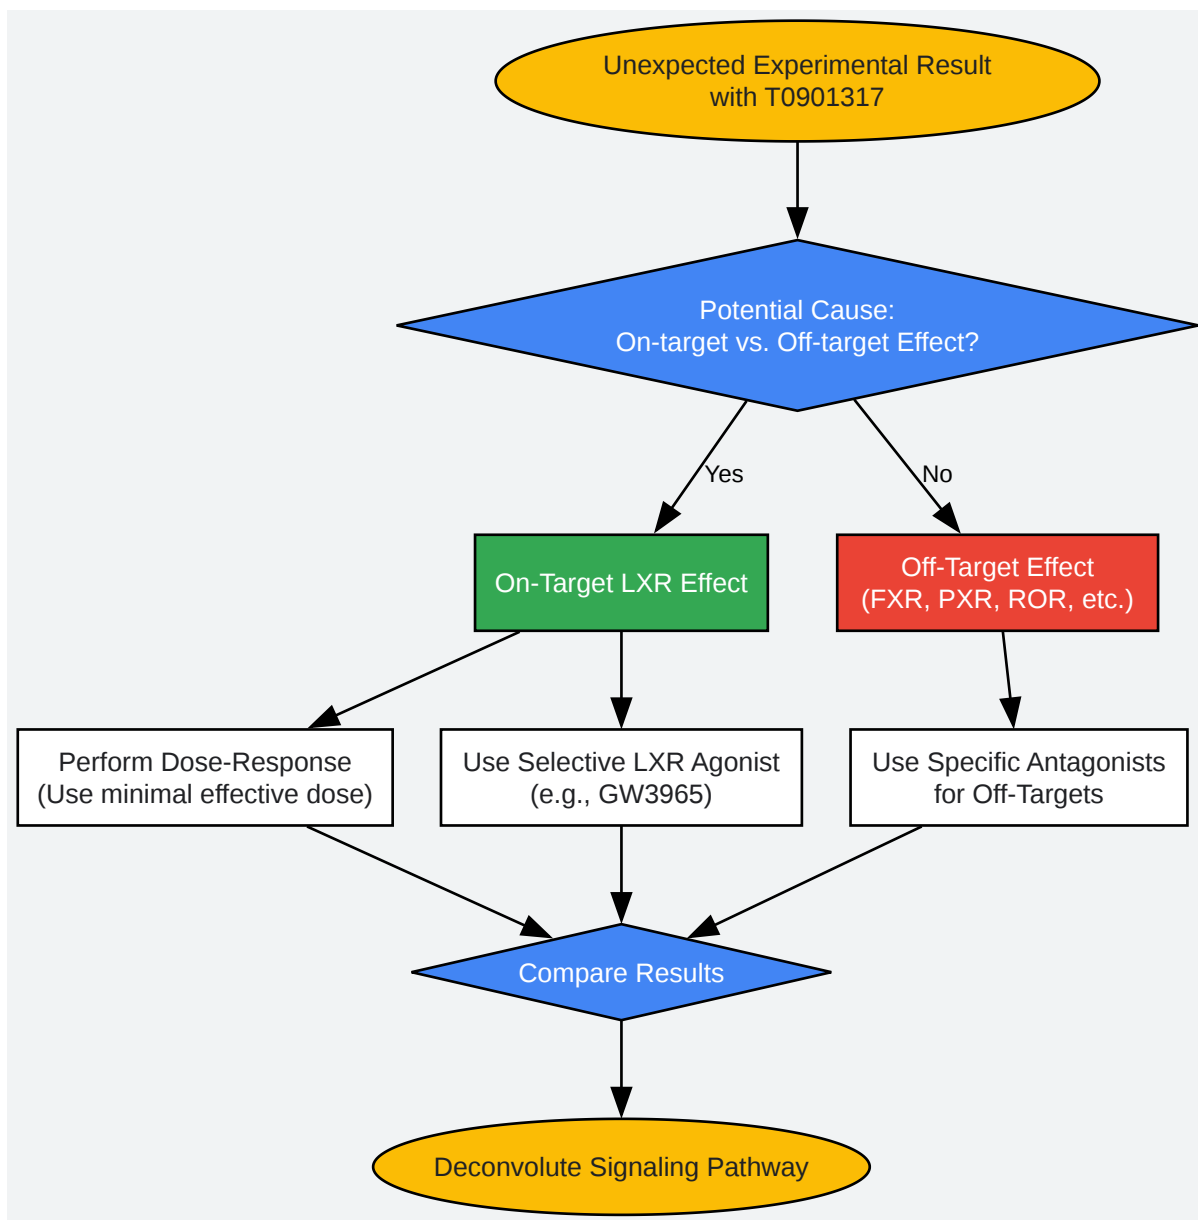 Unexpected Experimental Result
with T0901317
Potential Cause:
On-target vs. Off-target Effect?
Yes
No
On-Target LXR Effect
Off-Target Effect
(FXR, PXR, ROR, etc.)
Perform Dose-Response
(Use minimal effective dose)
Use Selective LXR Agonist
(e.g., GW3965)
Use Specific Antagonists
for Off-Targets
Compare Results
Deconvolute Signaling Pathway